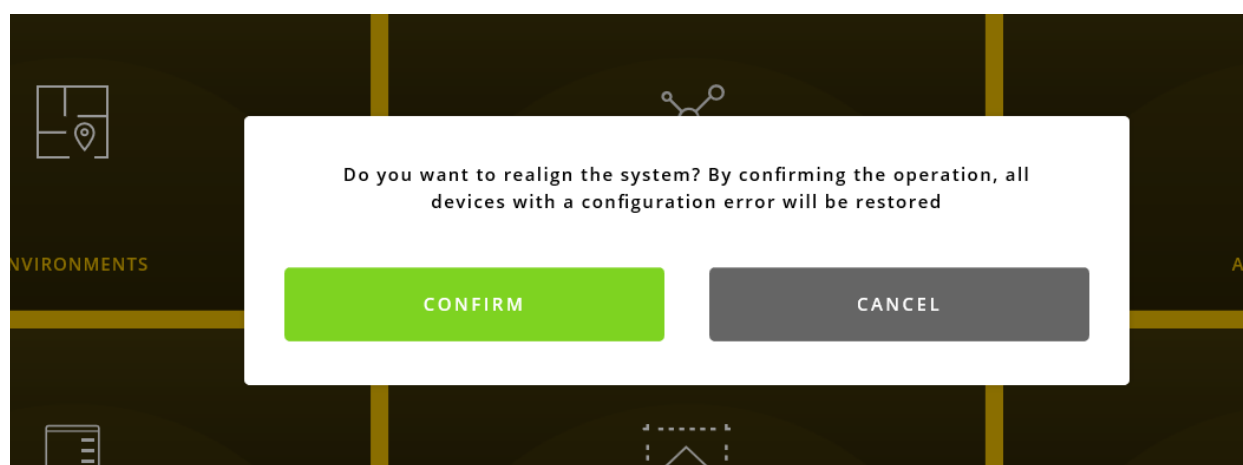 Do you want to realign the system? By confirming the operation, all
devices with a configuration error will be restored
NVIRONMENTS
A
CONFIRM
CANCEL